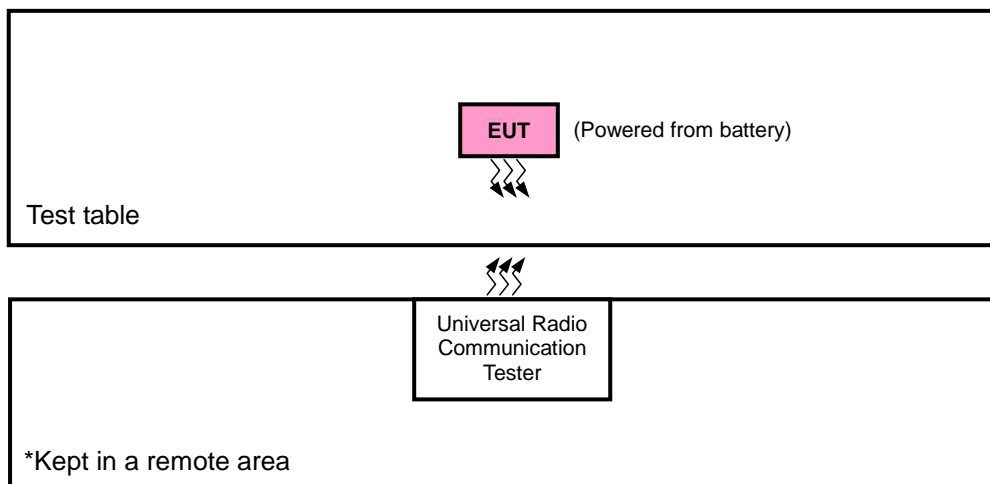 EUT
(Powered from battery)
Test table
Universal Radio
Communication
Tester
*Kept in a remote area